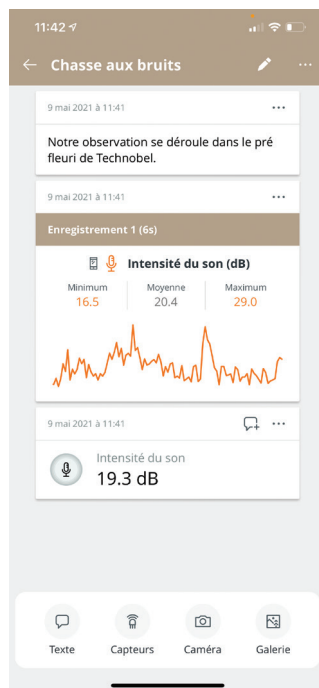 11:42
Chasse aux bruits
9 mai 2021 à 11:41
Notre observation se déroule dans le pré
fleuri de Technobel.
9 mai 2021 à 11:41
Enregistrement 1 (6s)
Intensité du son (dB)
Minimum Moyenne Maximum
16.5 20.4 29.0
9 mai 2021 à 11:41
Intensité du son
19.3 dB
Texte Capteurs Caméra Galerie